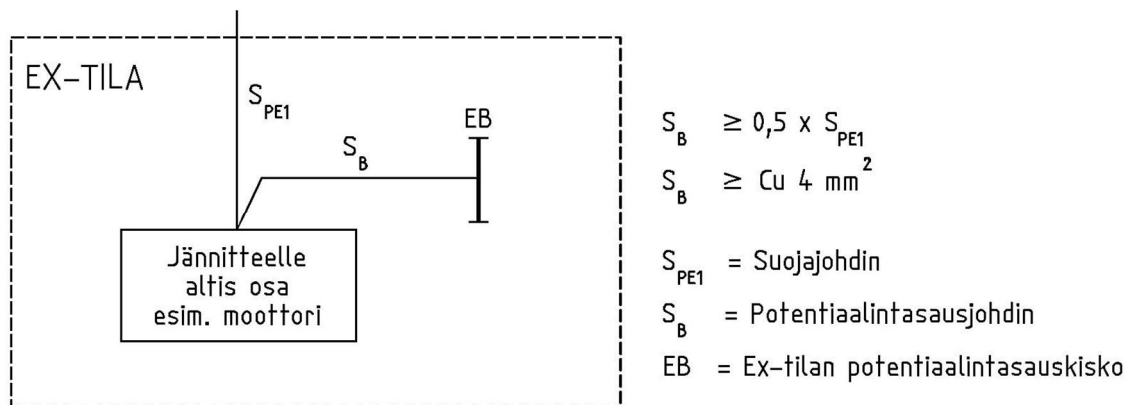 EX-TILA
S_PE1
EB
S_B
Jännitteelle
altis osa
esim. moottori
S_B ≥ 0,5 x S_PE1
S_B ≥ Cu 4 mm²
S_PE1 = Suojajohdin
S_B = Potentiaalintasausjohdin
EB = Ex-tilan potentiaalintasauskisko